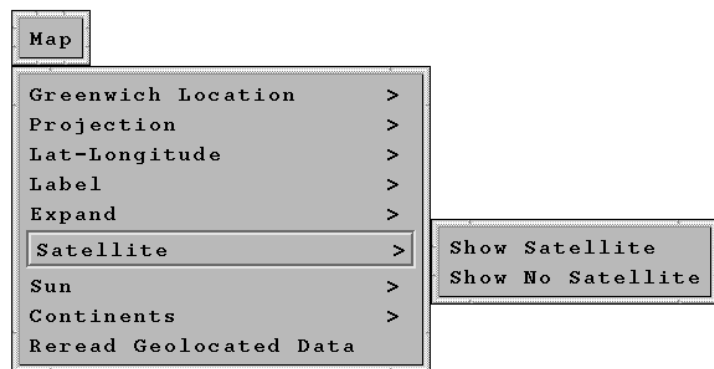 Map
Greenwich Location >
Projection >
Lat-Longitude >
Label >
Expand >
Satellite >
Show Satellite
Show No Satellite
Sun >
Continents >
Reread Geolocated Data